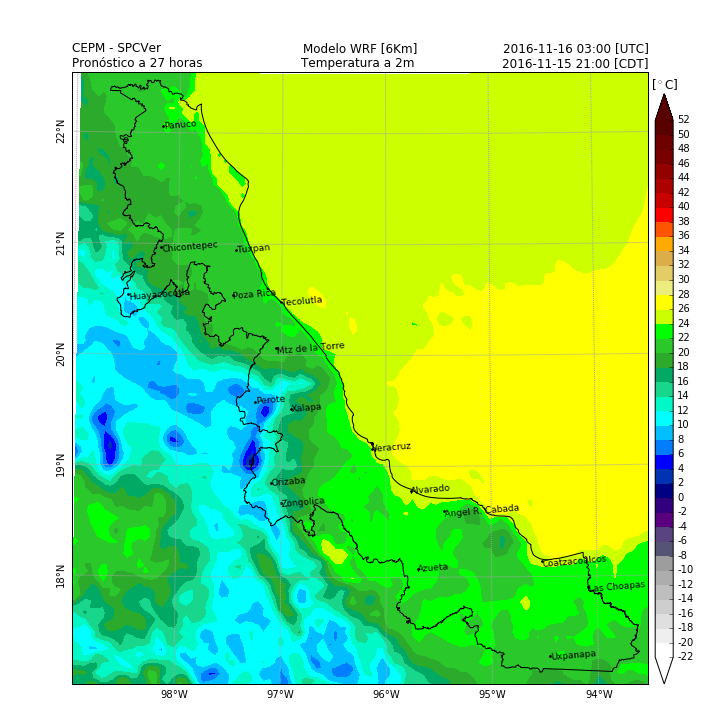 CEPM - SPCVer Modelo WRF [6Km] 2016-11-16 03:00 [UTC]
Pronóstico a 27 horas Temperatura a 2m 2016-11-15 21:00 [CDT]
[°C]
52
50
48
46
44
42
40
38
36
34
32
30
28
26
24
22
20
18
16
14
12
10
8
6
4
2
0
-2
-4
-6
-8
-10
-12
-14
-16
-18
-20
-22
22°N
21°N
20°N
19°N
18°N
Panuco
Chicontepec
Tuxpan
Huayacocotla
Poza Rica
Tecolutla
Mtz de la Torre
Perote
Xalapa
Veracruz
Orizaba
Alvarado
Zongolica
Angel R. Cabada
Azueta
Coatzacoalcos
Las Choapas
Uxpanapa
98°W 97°W 96°W 95°W 94°W